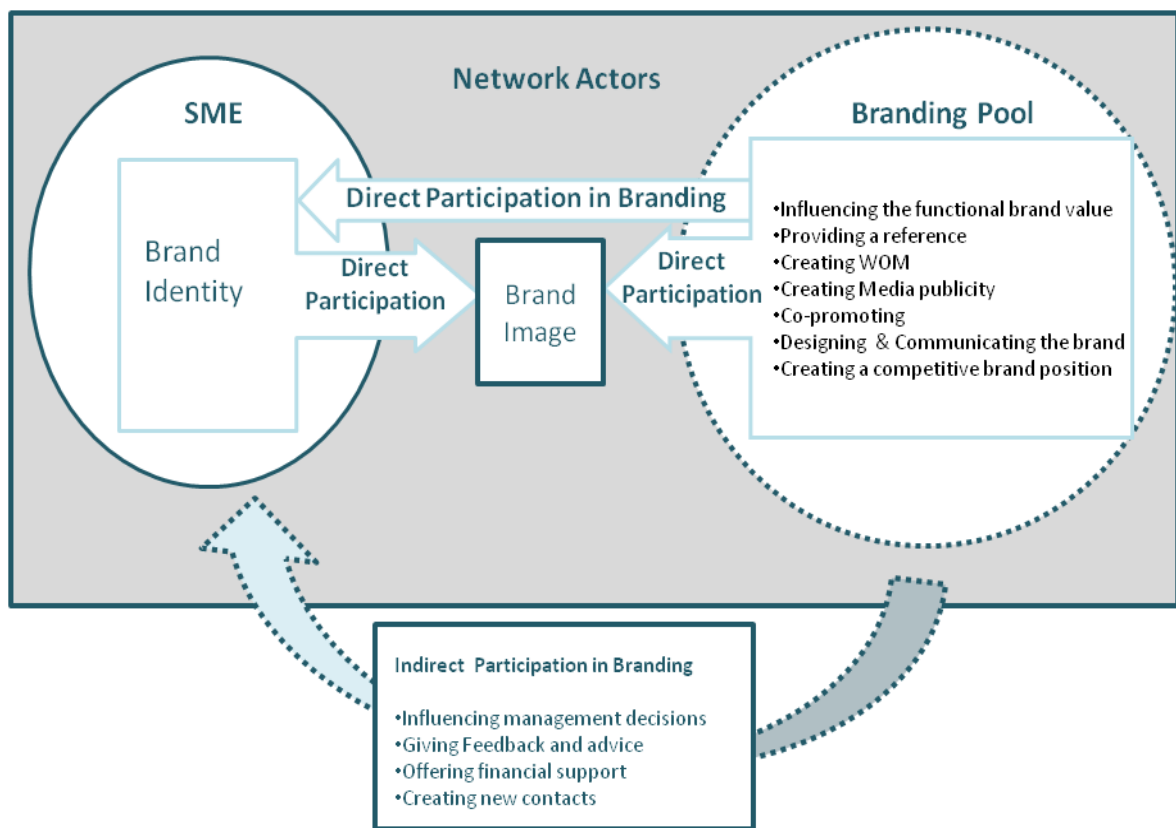 Network Actors
SME
Branding Pool
Direct Participation in Branding
Brand
Identity
Direct
Participation
Brand
Image
Direct
Participation
•Influencing the functional brand value
•Providing a reference
•Creating WOM
•Creating Media publicity
•Co-promoting
•Designing & Communicating the brand
•Creating a competitive brand position
Indirect Participation in Branding
•Influencing management decisions
•Giving Feedback and advice
•Offering financial support
•Creating new contacts